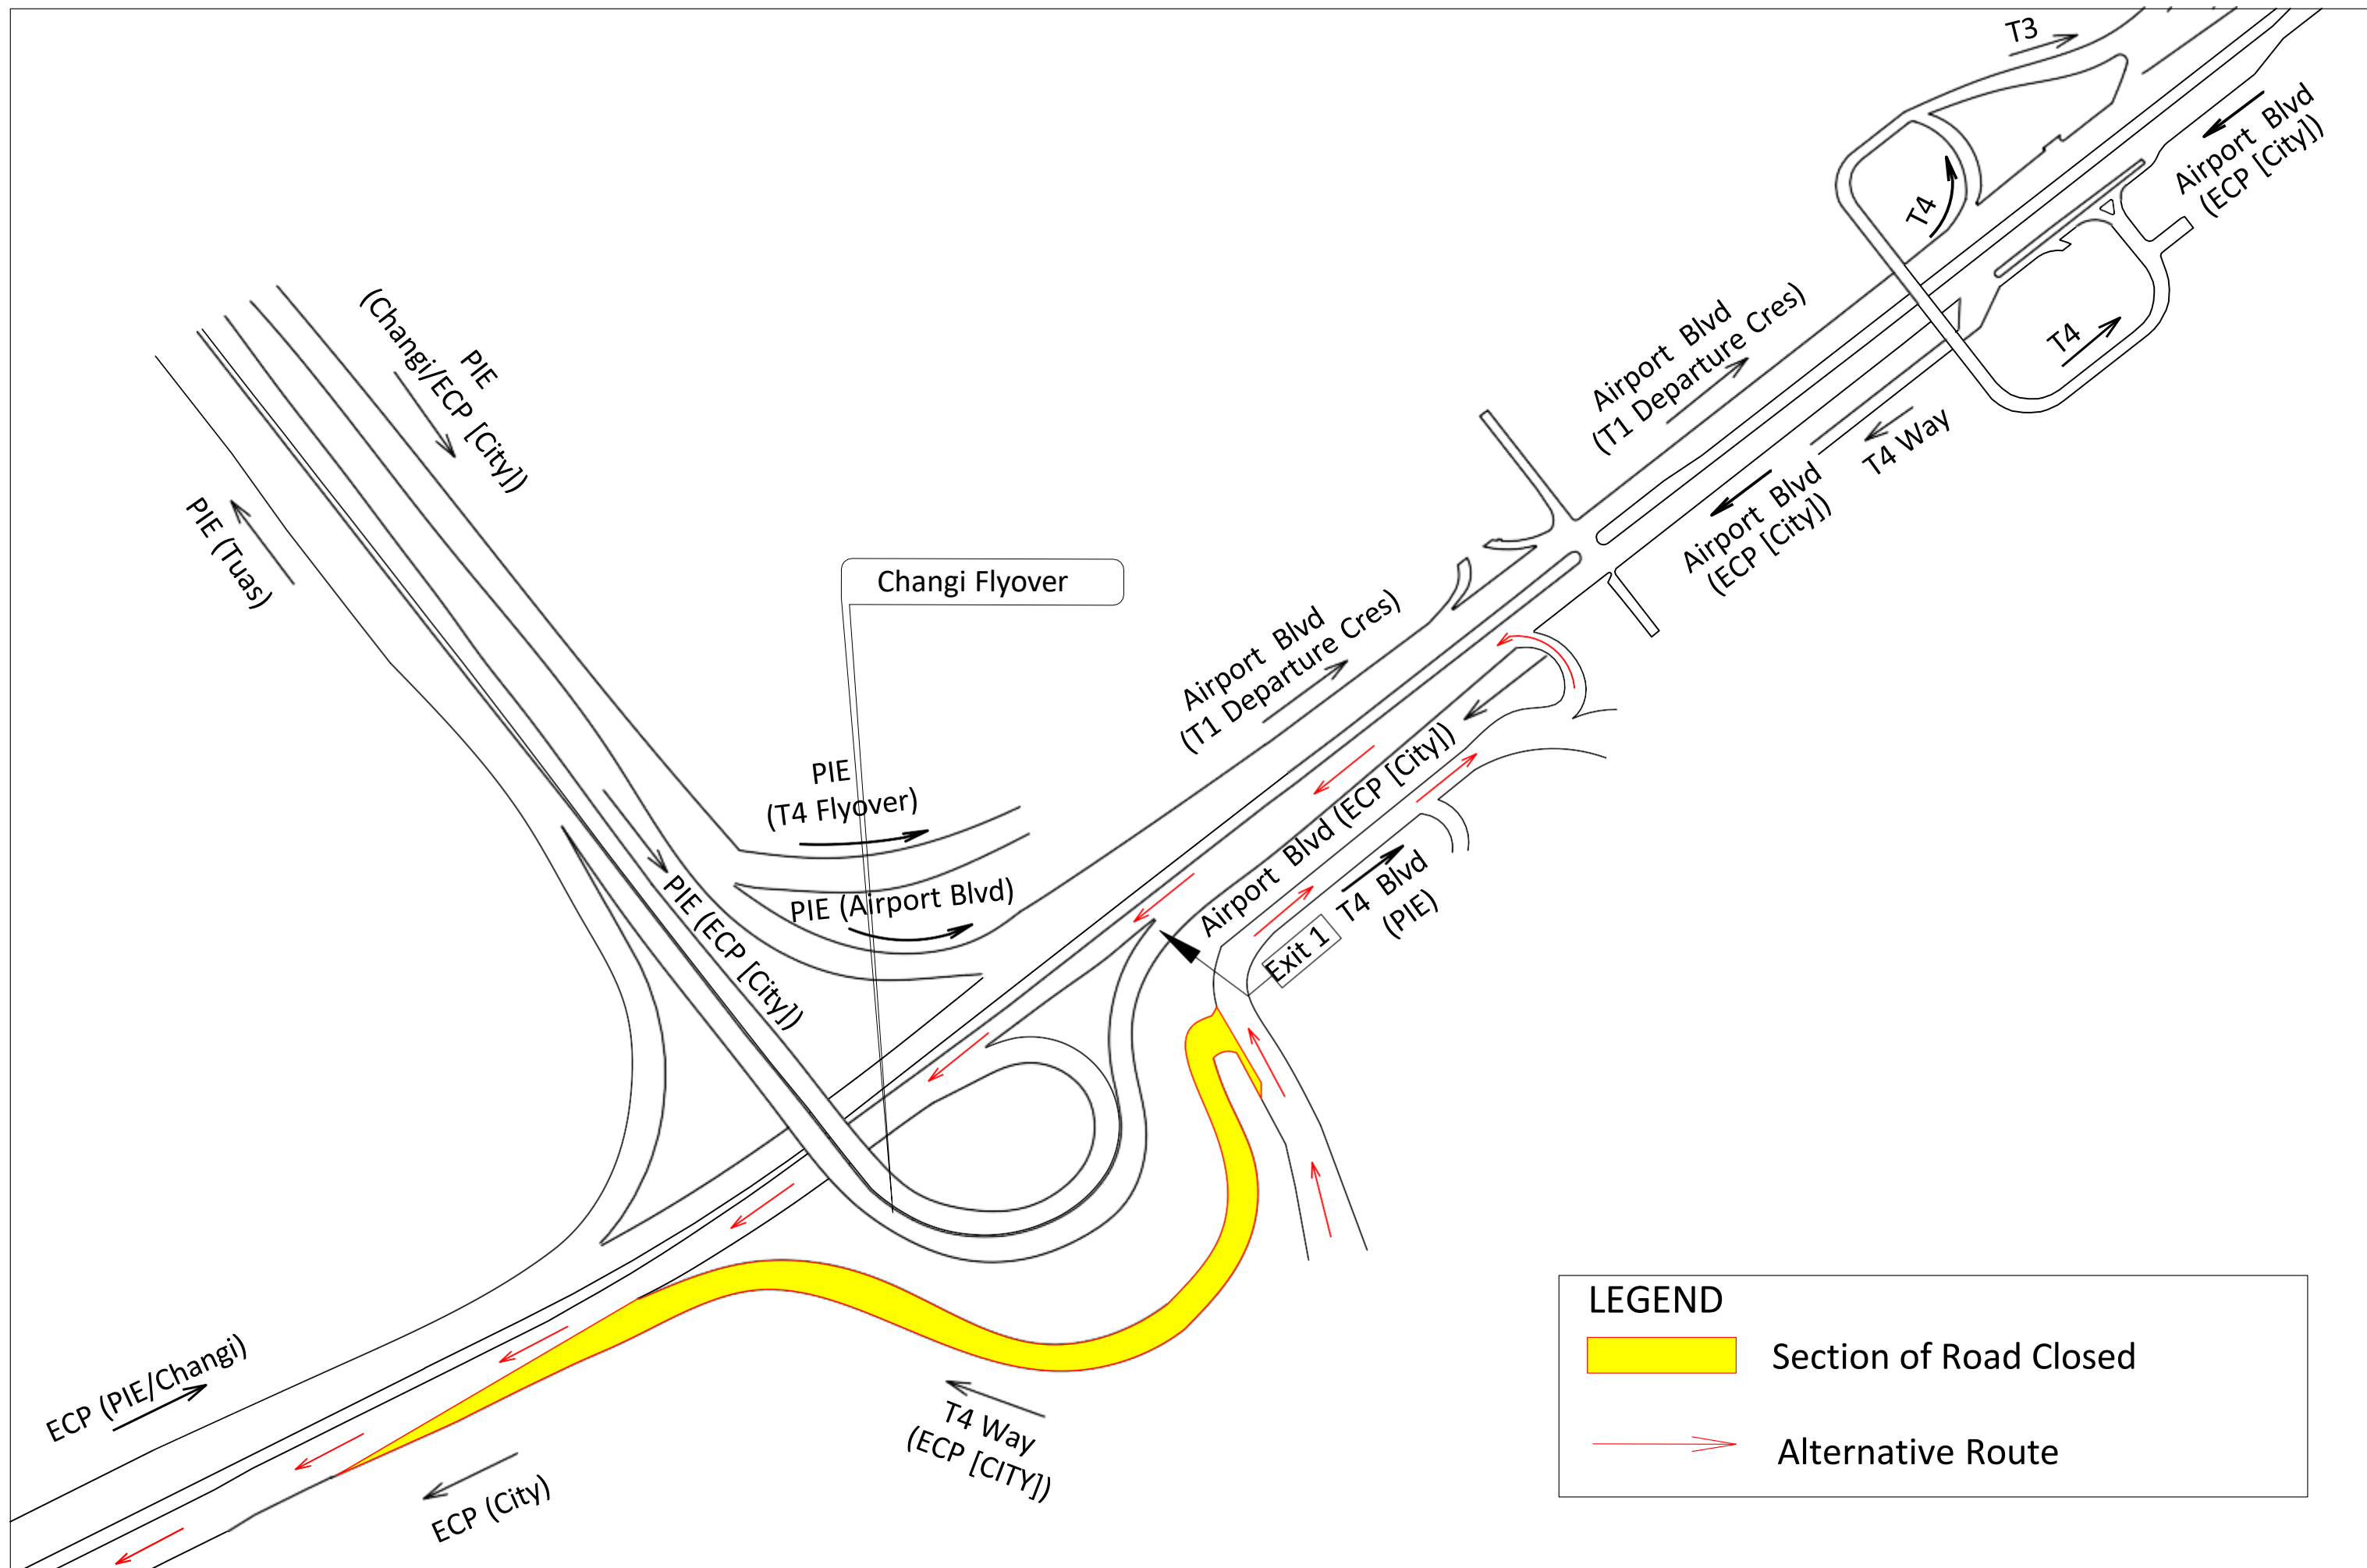 T3
Airport Blvd
(ECP [City])
T4
T4
PIE
(Changi/ECP [City])
Airport Blvd
(T1 Departure Cres)
T4 Way
Airport Blvd
(ECP [City])
PIE (Tuas)
Changi Flyover
Airport Blvd
(T1 Departure Cres)
PIE
(T4 Flyover)
PIE (Airport Blvd)
PIE (ECP [City])
Airport Blvd (ECP [City])
T4 Blvd
(PIE)
Exit 1
ECP (PIE/Changi)
T4 Way
(ECP [CITY])
ECP (City)
LEGEND
Section of Road Closed
Alternative Route